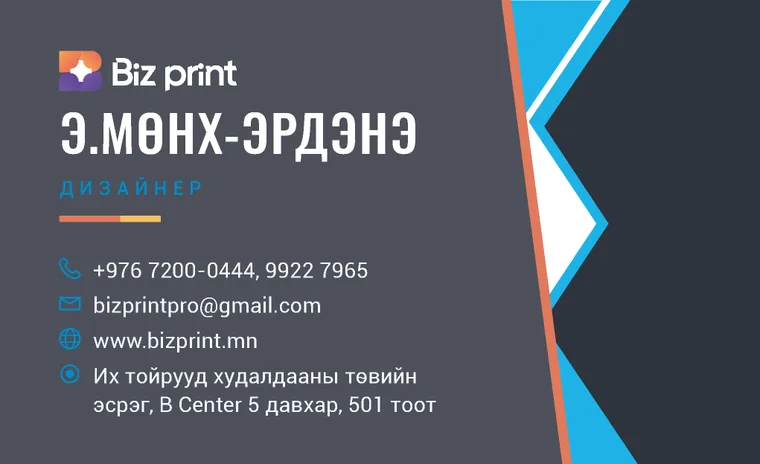 Biz print
Э.МӨНХ-ЭРДЭНЭ
ДИЗАЙНЕР
+976 7200-0444, 9922 7965
bizprintpro@gmail.com
www.bizprint.mn
Их тойрууд худалдааны төвийн
эсрэг, B Center 5 давхар, 501 тоот